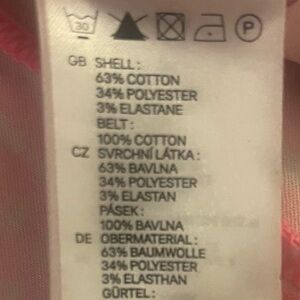 30 P
GB SHELL:
63% COTTON
34% POLYESTER
3% ELASTANE
BELT:
100% COTTON
CZ SVRCHNÍ LÁTKA:
63% BAVLNA
34% POLYESTER
3% ELASTAN
PÁSEK:
100% BAVLNA
DE OBERMATERIAL:
63% BAUMWOLLE
34% POLYESTER
3% ELASTHAN
GÜRTEL: